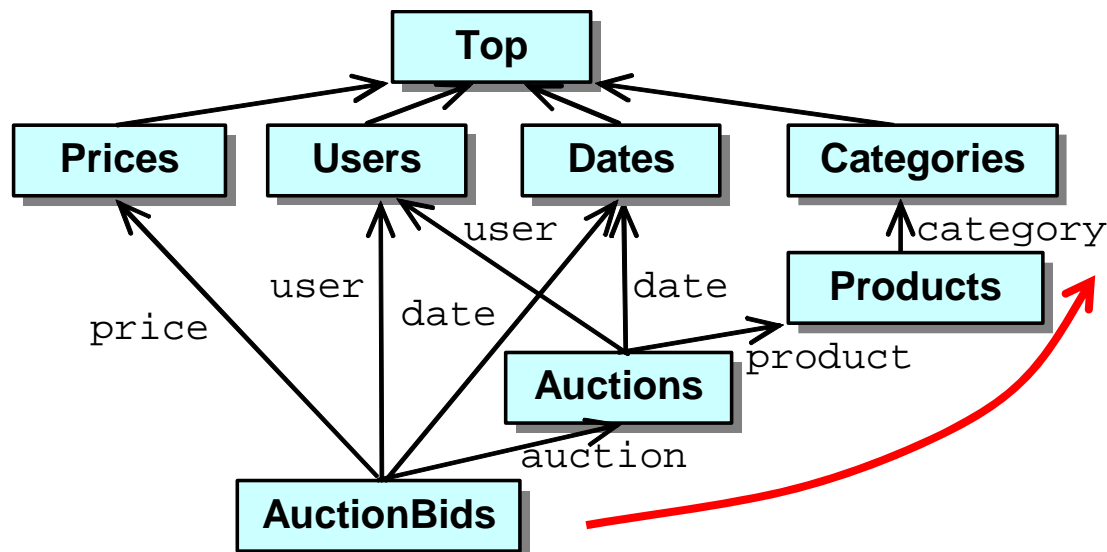 Top
Prices
Users
Dates
Categories
user
category
user
date
date
Products
price
product
Auctions
auction
AuctionBids